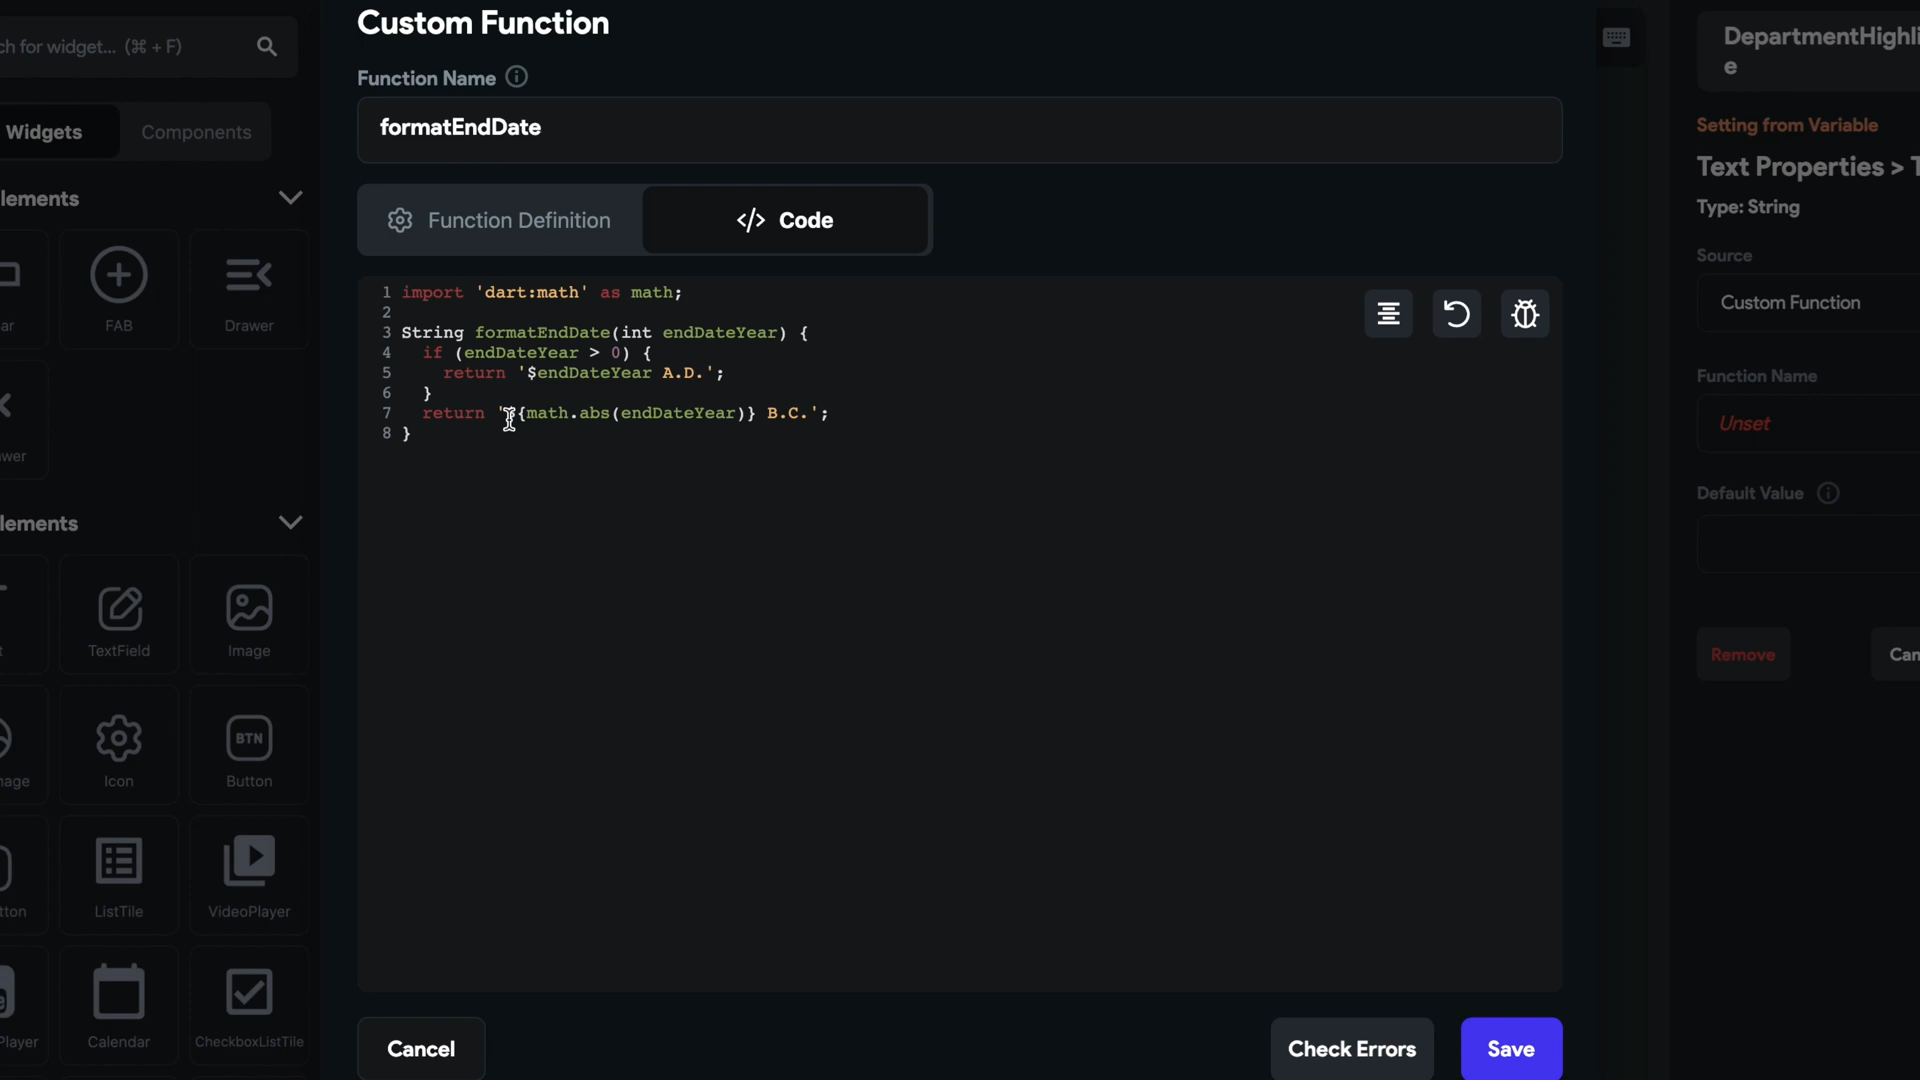 Custom Function
ch for widget... (⌘ + F)
Function Name
formatEndDate
Widgets
Components
lements
Function Definition
</> Code
ar
FAB
Drawer
wer
1 import 'dart:math' as math;
2
3 String formatEndDate(int endDateYear) {
4   if (endDateYear > 0) {
5     return '$endDateYear A.D.';
6   }
7   return '${math.abs(endDateYear)} B.C.';
8 }
lements
t
TextField
Image
mage
Icon
BTN
Button
tton
ListTile
VideoPlayer
Player
Calendar
CheckboxListTile
Cancel
Check Errors
Save
DepartmentHighli
e
Setting from Variable
Text Properties > T
Type: String
Source
Custom Function
Function Name
Unset
Default Value
Remove
Can